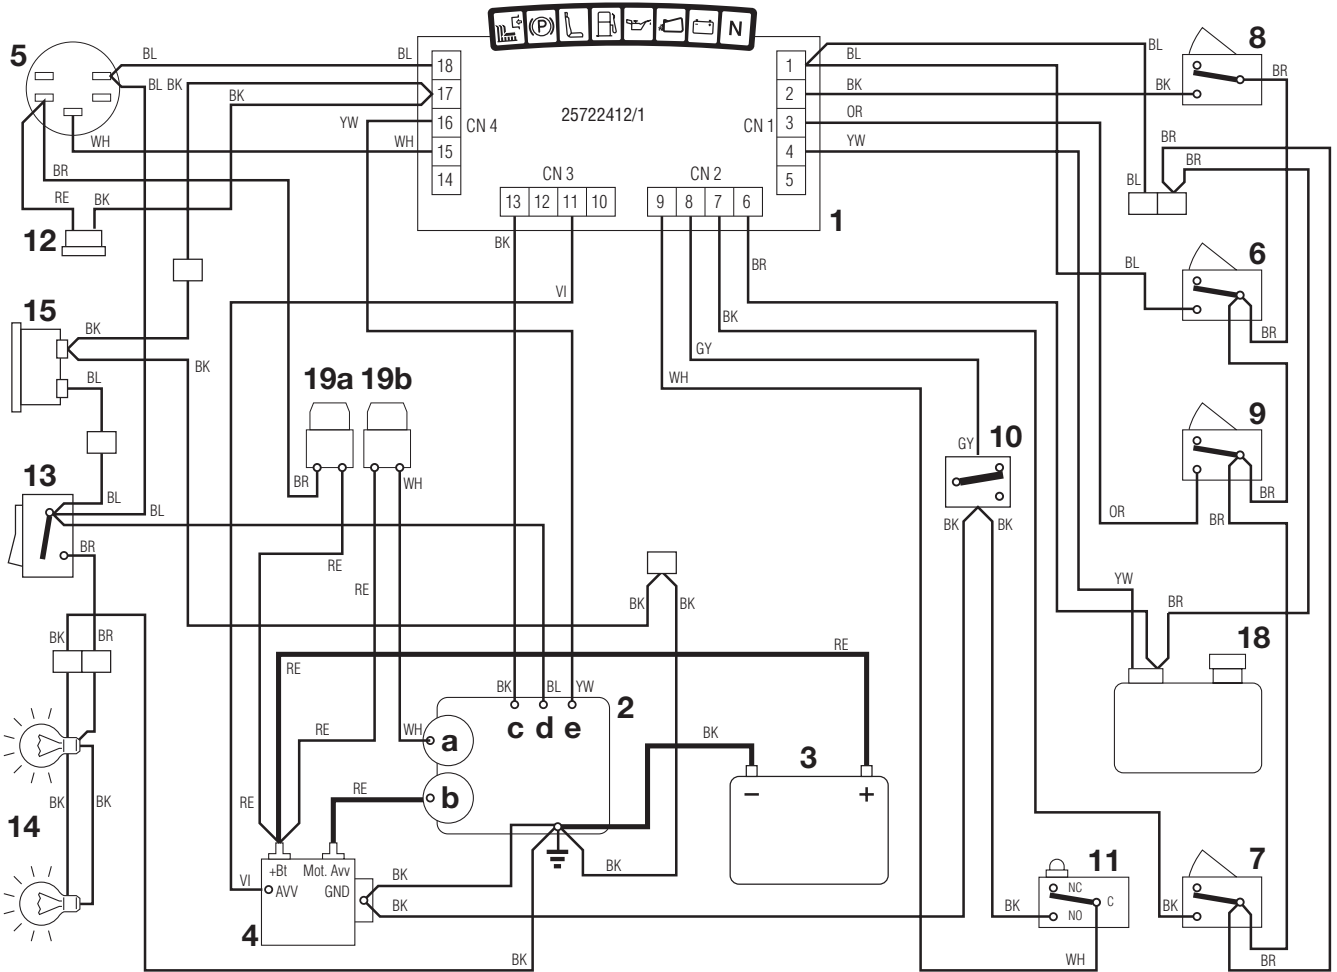 P N
5
8
BL
BL BK
BK
WH
BR
RE
BK
12
BL
YW
WH
18
17
16
15
14
CN 4
25722412/1
CN 3
13 12 11 10
CN 2
9 8 7 6
CN 1
1
2
3
4
5
1
BL
BL
BK
OR
YW
BK
BR
BR
BR
BL
BK
VI
BR
BK
GY
WH
BL
6
BR
15
BK
BK
BL
19a 19b
BR
WH
RE
RE
9
BR
BR
OR
10
GY
BK BK
13
BL
BL
BR
BK BR
BK BK
YW
BR
18
RE
RE
BK BL YW
c d e
2
WH
a
b
RE
RE
RE
BK
3
− +
14
BK BK
VI
+Bt Mot. Avv
AVV GND
4
BK
BK
BK
BK
11
NC
NO
C
BK
WH
7
BK
BR